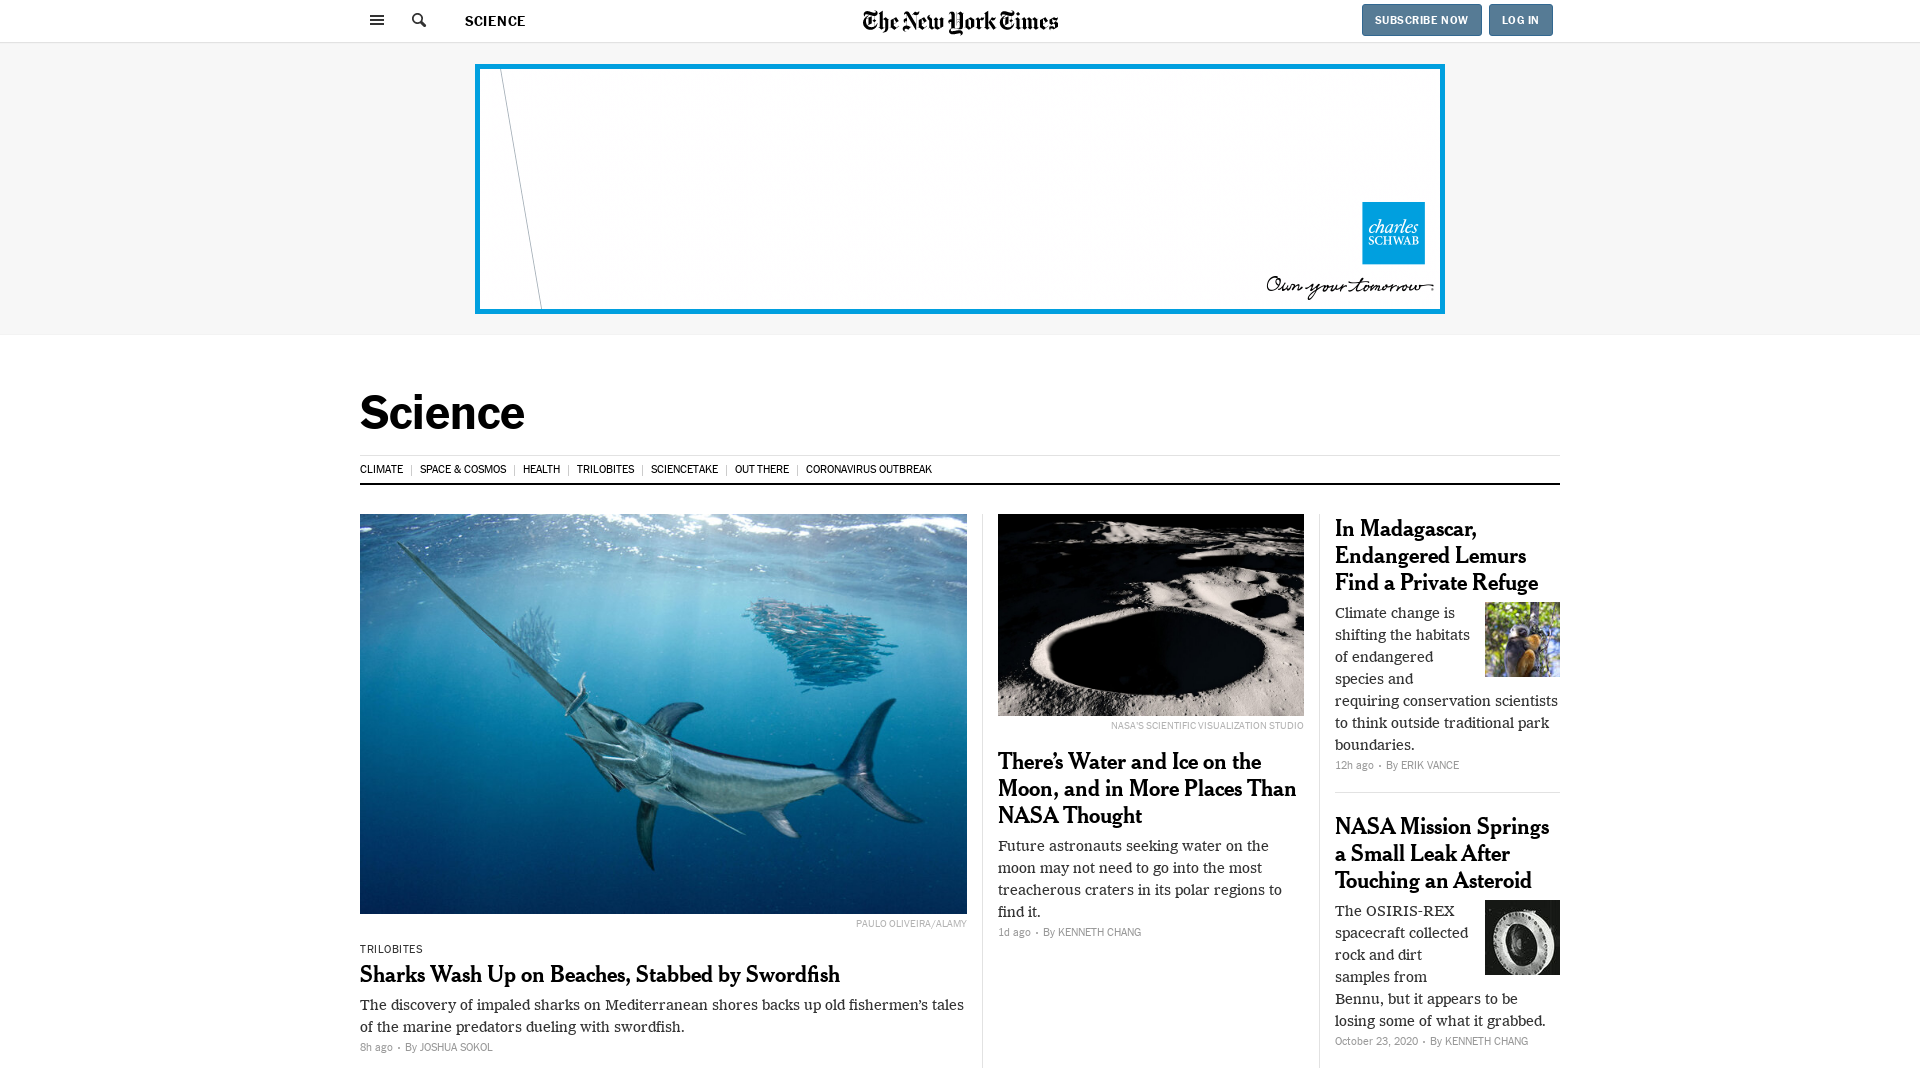 SCIENCE
The New York Times
SUBSCRIBE NOW
LOG IN
charles
SCHWAB
Own your tomorrow.
Science
CLIMATE
SPACE & COSMOS
HEALTH
TRILOBITES
SCIENCETAKE
OUT THERE
CORONAVIRUS OUTBREAK
PAULO OLIVEIRA/ALAMY
TRILOBITES
Sharks Wash Up on Beaches, Stabbed by Swordfish
The discovery of impaled sharks on Mediterranean shores backs up old fishermen’s tales
of the marine predators dueling with swordfish.
8h ago • By JOSHUA SOKOL
NASA'S SCIENTIFIC VISUALIZATION STUDIO
There’s Water and Ice on the
Moon, and in More Places Than
NASA Thought
Future astronauts seeking water on the
moon may not need to go into the most
treacherous craters in its polar regions to
find it.
1d ago • By KENNETH CHANG
In Madagascar,
Endangered Lemurs
Find a Private Refuge
Climate change is
shifting the habitats
of endangered
species and
requiring conservation scientists
to think outside traditional park
boundaries.
12h ago • By ERIK VANCE
NASA Mission Springs
a Small Leak After
Touching an Asteroid
The OSIRIS-REX
spacecraft collected
rock and dirt
samples from
Bennu, but it appears to be
losing some of what it grabbed.
October 23, 2020 • By KENNETH CHANG